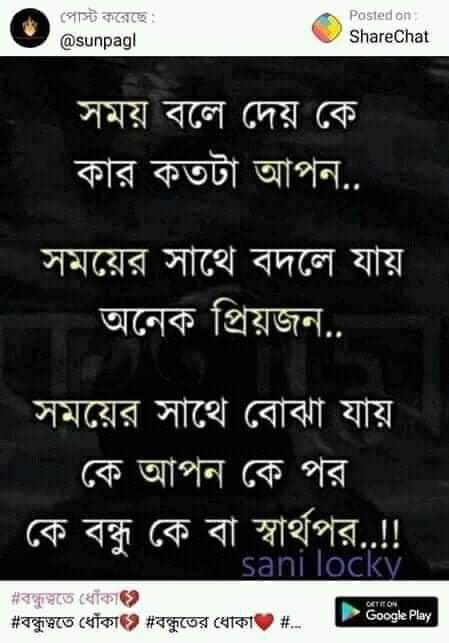 পোস্ট করেছে :
@sunpagl
Posted on :
ShareChat
সময় বলে দেয় কে
কার কতটা আপন..
সময়ের সাথে বদলে যায়
অনেক প্রিয়জন..
সময়ের সাথে বোঝা যায়
কে আপন কে পর
কে বন্ধু কে বা স্বার্থপর..!!
sani locky
#বন্ধুত্বতে ধোঁকা💔
#বন্ধুত্বতে ধোঁকা💔 #বন্ধুতের ধোকা❤️ #...
GET IT ON
Google Play